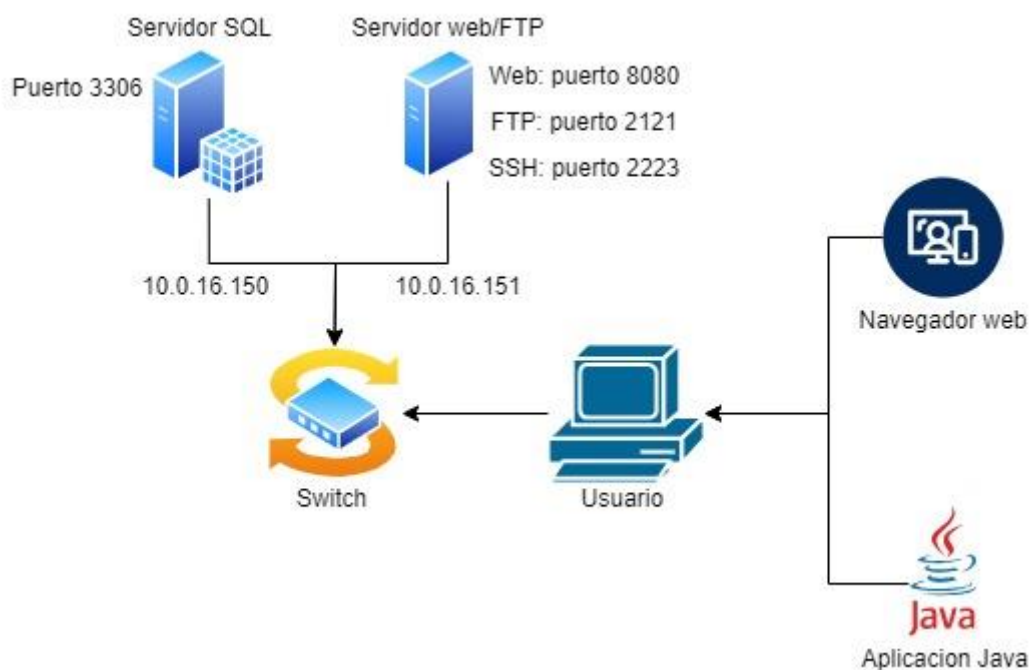 Servidor SQL
Servidor web/FTP
Puerto 3306
Web: puerto 8080
FTP: puerto 2121
SSH: puerto 2223
10.0.16.150
10.0.16.151
Navegador web
Switch
Usuario
Java
Aplicacion Java